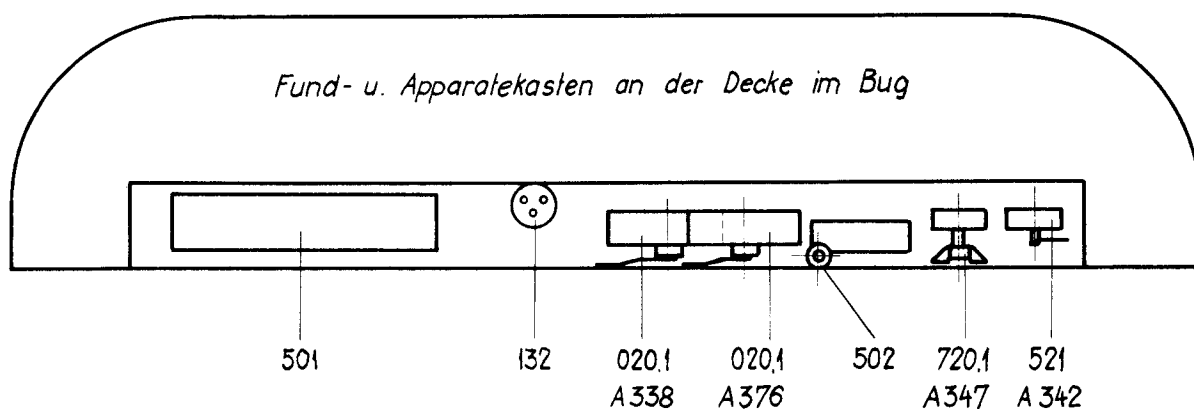 Fund- u. Apparatekasten an der Decke im Bug
501 132 020.1 020.1 502 720.1 521
A338 A376 A347 A342